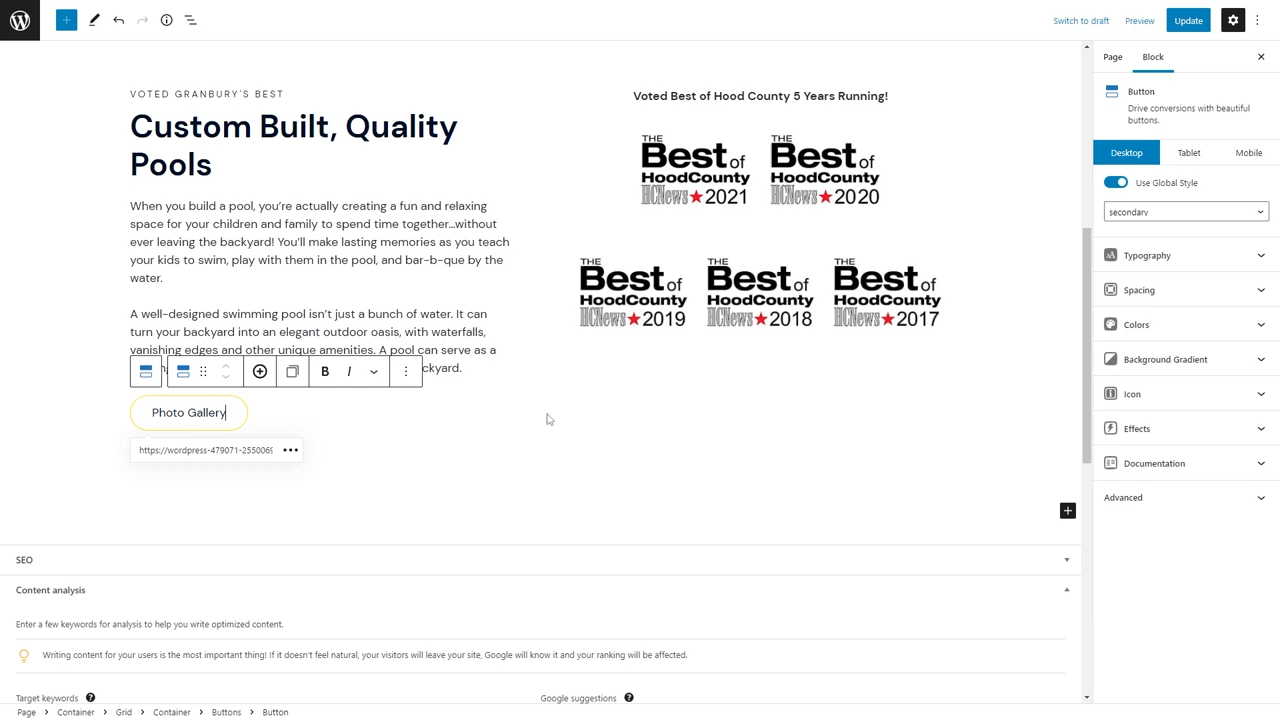 Switch to draft
Preview
Update
VOTED GRANBURY'S BEST
Custom Built, Quality
Pools
When you build a pool, you're actually creating a fun and relaxing
space for your children and family to spend time together...without
ever leaving the backyard! You'll make lasting memories as you teach
your kids to swim, play with them in the pool, and bar-b-que by the
water.
A well-designed swimming pool isn't just a bunch of water. It can
turn your backyard into an elegant outdoor oasis, with waterfalls,
vanishing edges and other unique amenities. A pool can serve as a
ckyard.
B I
Photo Gallery
https://wordpress-479071-255006
Voted Best of Hood County 5 Years Running!
THE
Best of
HoodCounty
HCNews★2021
THE
Best of
HoodCounty
HCNews★2020
THE
Best of
HoodCounty
HCNews★2019
THE
Best of
HoodCounty
HCNews★2018
THE
Best of
HoodCounty
HCNews★2017
SEO
Content analysis
Enter a few keywords for analysis to help you write optimized content.
Writing content for your users is the most important thing! If it doesn't feel natural, your visitors will leave your site, Google will know it and your ranking will be affected.
Target keywords
Google suggestions
Page > Container > Grid > Container > Buttons > Button
Page
Block
Button
Drive conversions with beautiful
buttons.
Desktop
Tablet
Mobile
Use Global Style
secondary
Typography
Spacing
Colors
Background Gradient
Icon
Effects
Documentation
Advanced